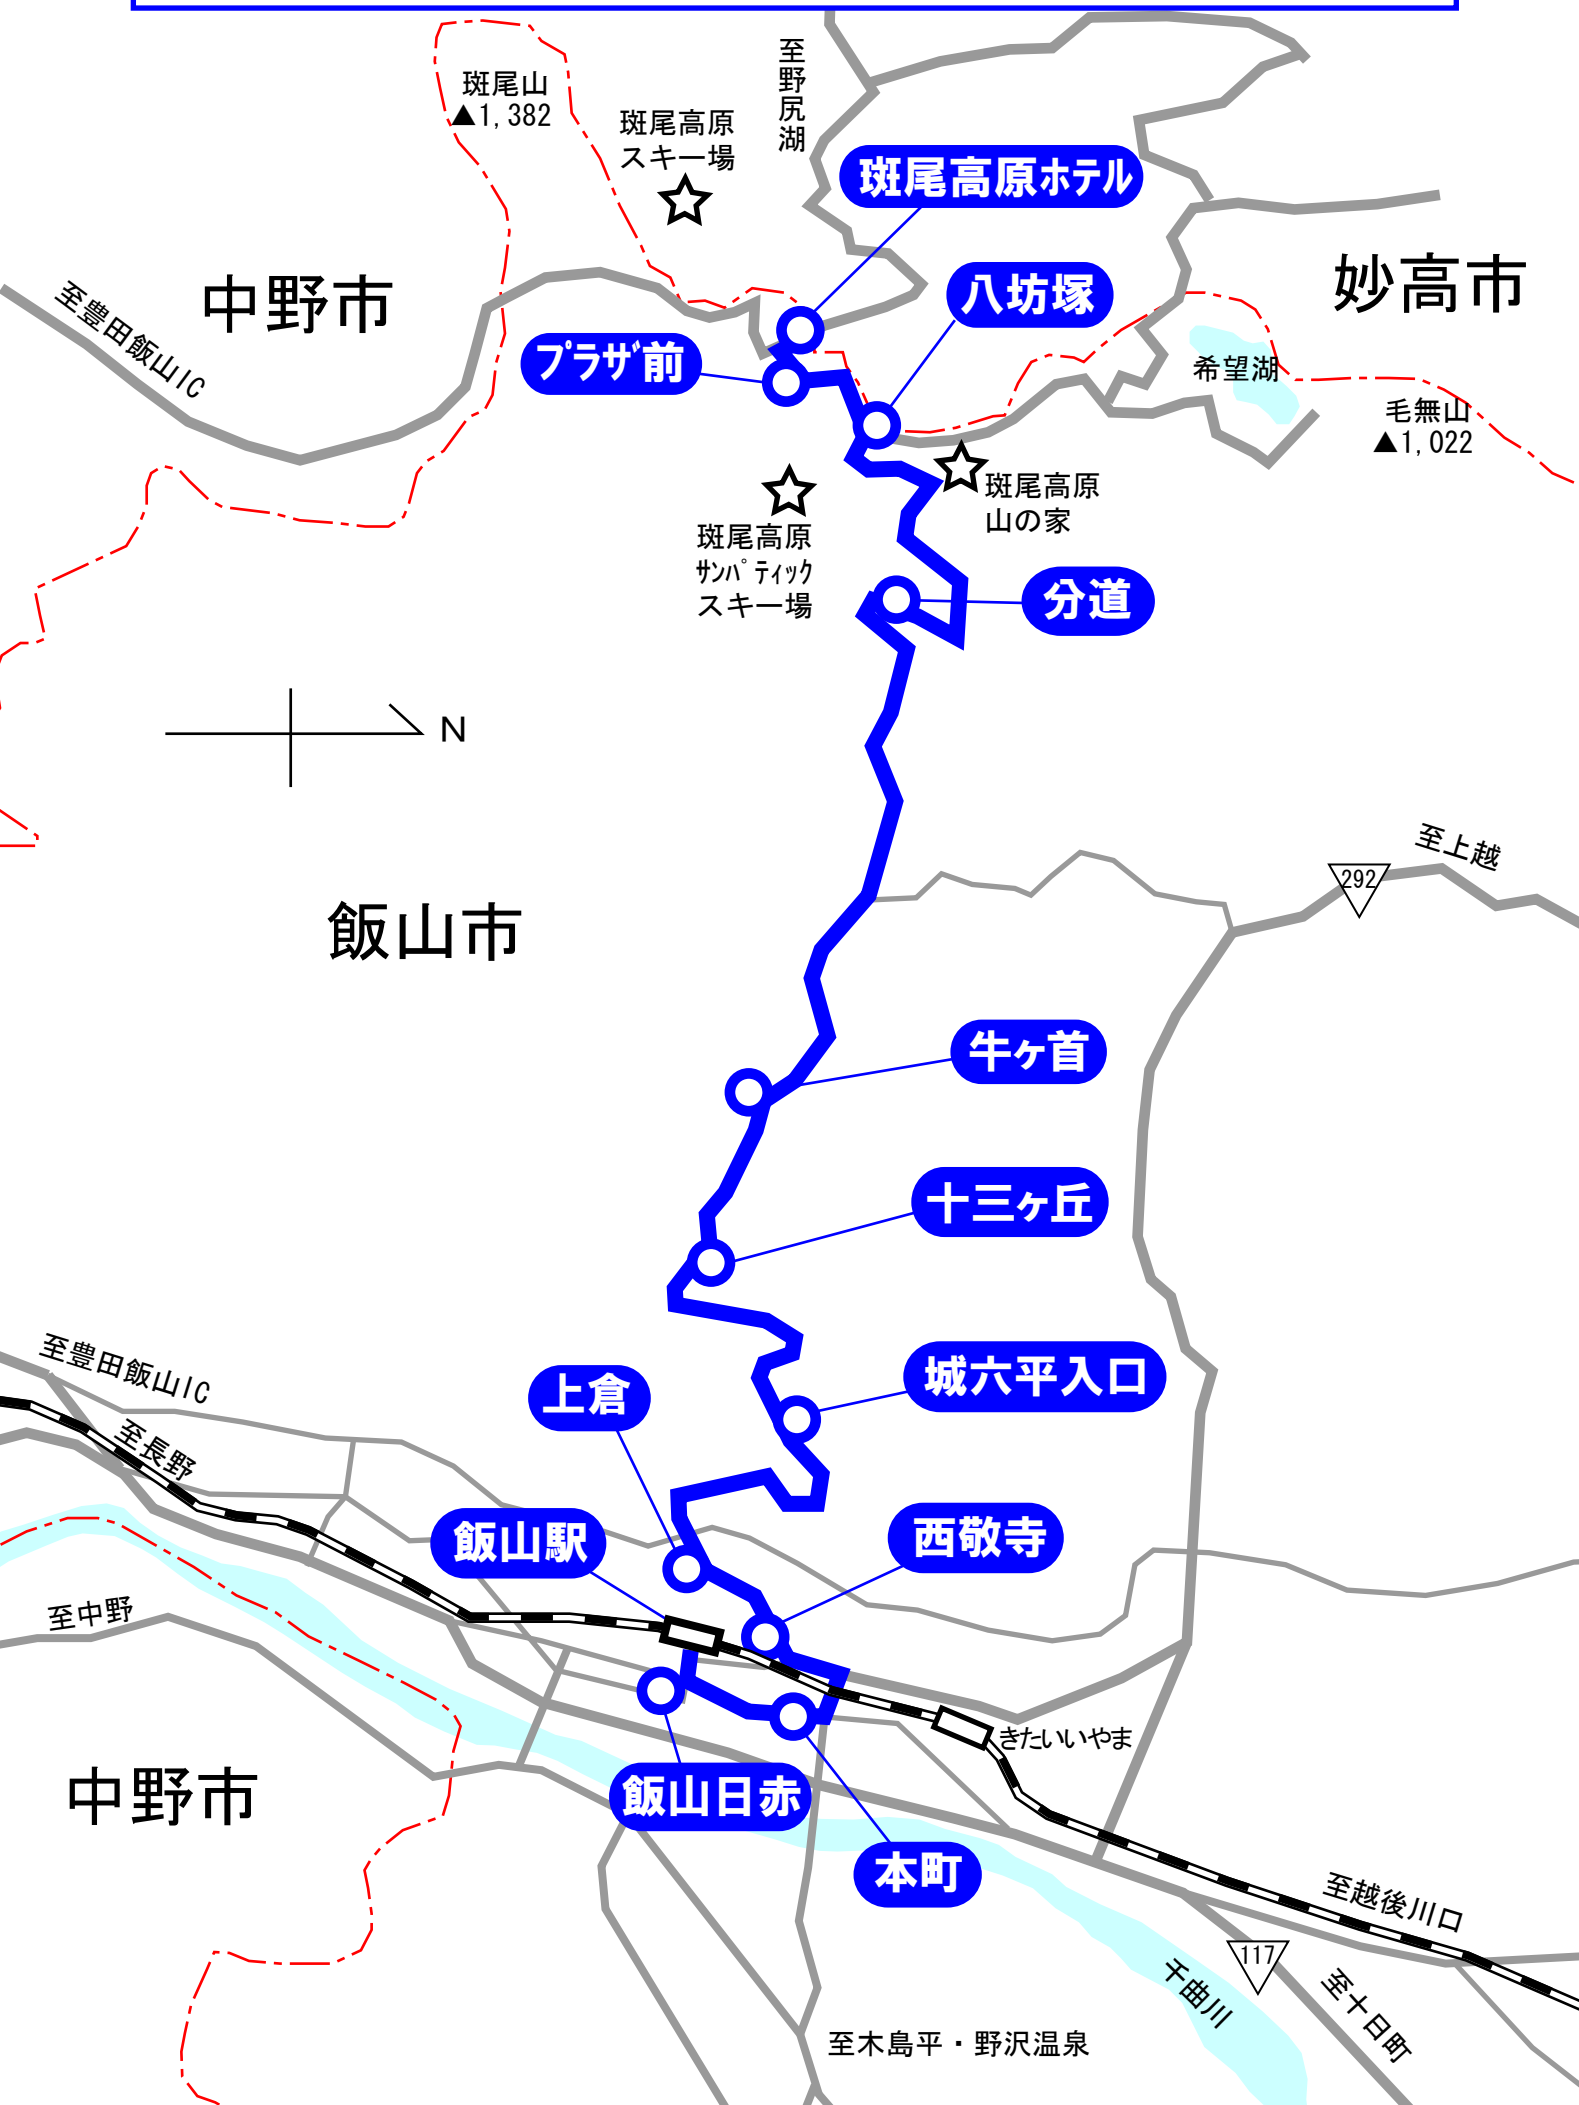 斑尾山
▲1,382
斑尾高原
スキー場
至野尻湖
斑尾高原ホテル
中野市
至豊田飯山IC
八坊塚
妙高市
プラザ前
希望湖
毛無山
▲1,022
斑尾高原
山の家
斑尾高原
サンパティック
スキー場
分道
N
至上越
292
飯山市
牛ヶ首
十三ヶ丘
至豊田飯山IC
城六平入口
上倉
至長野
飯山駅
西敬寺
至中野
きたいいやま
中野市
飯山日赤
本町
至越後川口
117
千曲川
至十日町
至木島平・野沢温泉